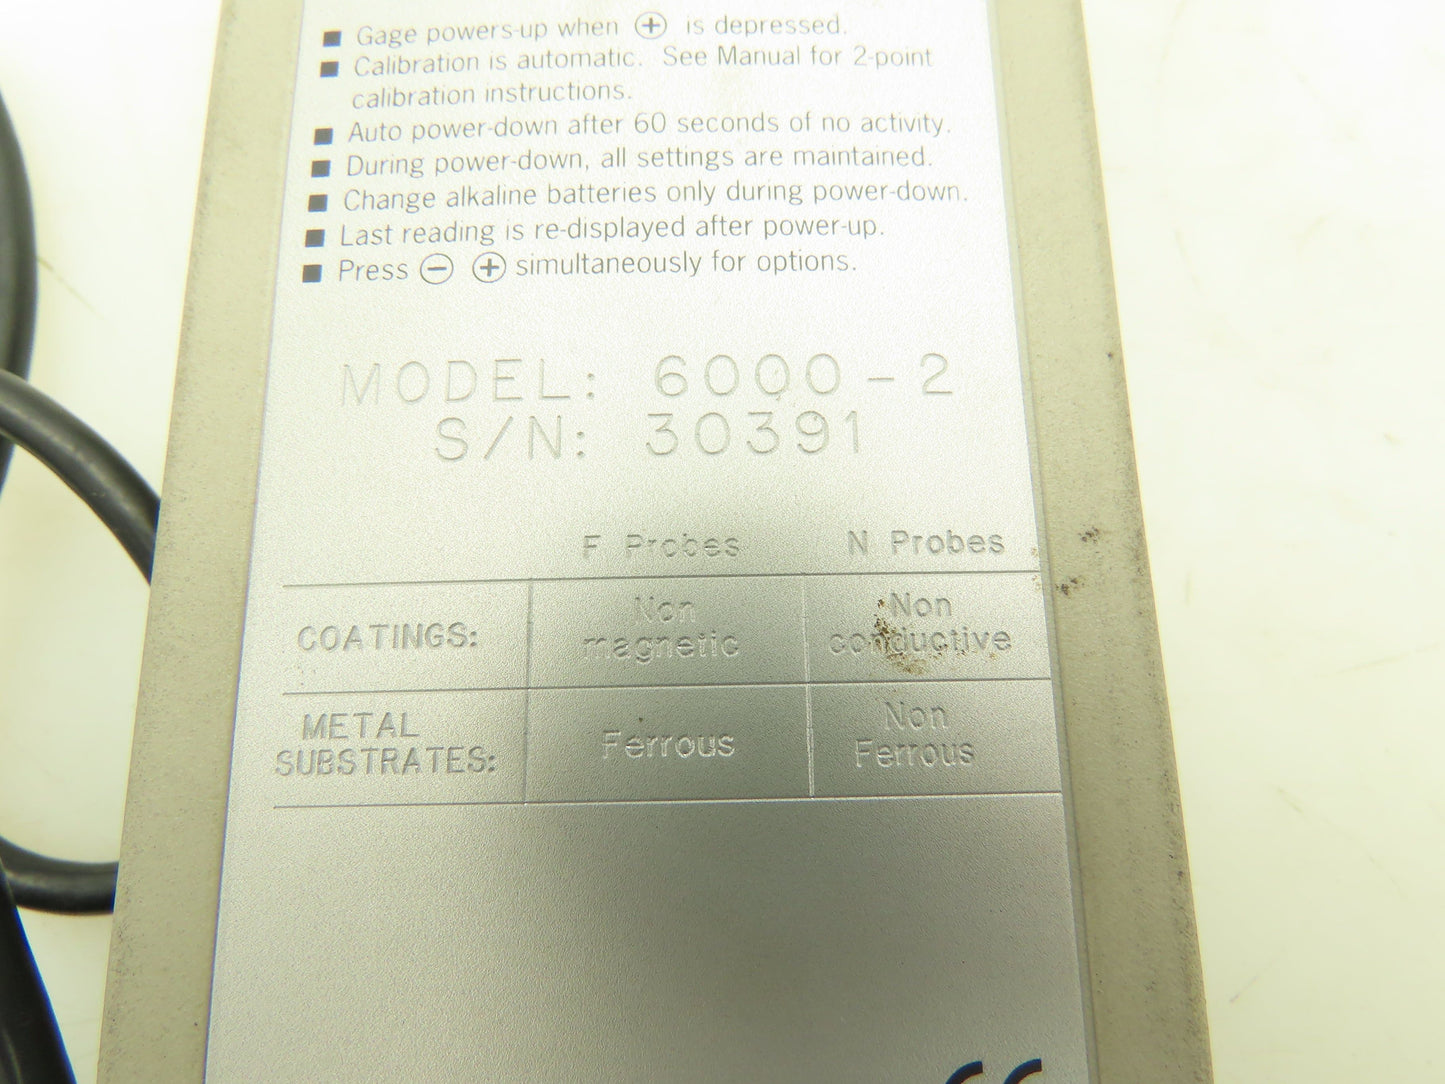 ■ Gage powers-up when ⊕ is depressed.
■ Calibration is automatic. See Manual for 2-point
calibration instructions.
■ Auto power-down after 60 seconds of no activity.
■ During power-down, all settings are maintained.
■ Change alkaline batteries only during power-down.
■ Last reading is re-displayed after power-up.
■ Press ⊖ ⊕ simultaneously for options.
MODEL: 6000-2
S/N: 30391
F Probes N Probes
COATINGS: Non magnetic Non conductive
METAL SUBSTRATES: Ferrous Non Ferrous
CE